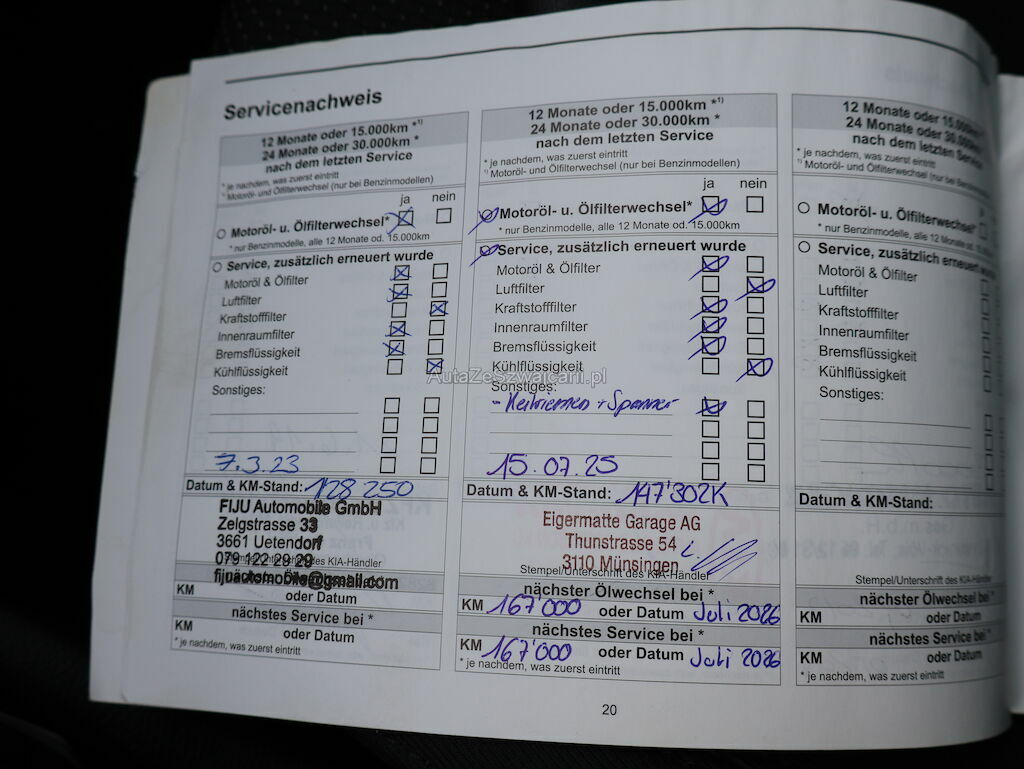 Servicenachweis
12 Monate oder 15.000km *¹⁾
24 Monate oder 30.000km *
nach dem letzten Service
* je nachdem, was zuerst eintritt
¹⁾ Motoröl- und Ölfilterwechsel (nur bei Benzinmodellen)
ja nein
Motoröl- u. Ölfilterwechsel*
* nur Benzinmodelle, alle 12 Monate od. 15.000km
Service, zusätzlich erneuert wurde
Motoröl & Ölfilter
Luftfilter
Kraftstofffilter
Innenraumfilter
Bremsflüssigkeit
Kühlflüssigkeit
Sonstiges:
7.3.23
Datum & KM-Stand: 128 250
FIJU Automobile GmbH
Zelgstrasse 33
3661 Uetendorf
079 122 29 29
fijuautomobile@gmail.com
KM oder Datum
nächstes Service bei *
KM oder Datum
* je nachdem, was zuerst eintritt
12 Monate oder 15.000km *¹⁾
24 Monate oder 30.000km *
nach dem letzten Service
* je nachdem, was zuerst eintritt
¹⁾ Motoröl- und Ölfilterwechsel (nur bei Benzinmodellen)
ja nein
Motoröl- u. Ölfilterwechsel*
* nur Benzinmodelle, alle 12 Monate od. 15.000km
Service, zusätzlich erneuert wurde
Motoröl & Ölfilter
Luftfilter
Kraftstofffilter
Innenraumfilter
Bremsflüssigkeit
Kühlflüssigkeit
Sonstiges:
- Keilriemen + Spanner
15.07.25
Datum & KM-Stand: 147'302K
Eigermatte Garage AG
Thunstrasse 54
3110 Münsingen
Stempel/Unterschrift des KIA-Händler
nächster Ölwechsel bei *
KM 167'000 oder Datum Juli 2026
nächstes Service bei *
KM 167'000 oder Datum Juli 2026
* je nachdem, was zuerst eintritt
12 Monate oder 15.000km *¹⁾
24 Monate oder 30.000km *
nach dem letzten Service
* je nachdem, was zuerst eintritt
¹⁾ Motoröl- und Ölfilterwechsel (nur bei Benzinmodellen)
ja
Motoröl- u. Ölfilterwechsel*
* nur Benzinmodelle, alle 12 Monate od. 15.000km
Service, zusätzlich erneuert wurde
Motoröl & Ölfilter
Luftfilter
Kraftstofffilter
Innenraumfilter
Bremsflüssigkeit
Kühlflüssigkeit
Sonstiges:
Datum & KM-Stand:
Stempel/Unterschrift des KIA-Händler
nächster Ölwechsel bei *
KM oder Datum
nächstes Service bei *
KM oder Datum
* je nachdem, was zuerst eintritt
20
AutaZeSzwajcarii.pl